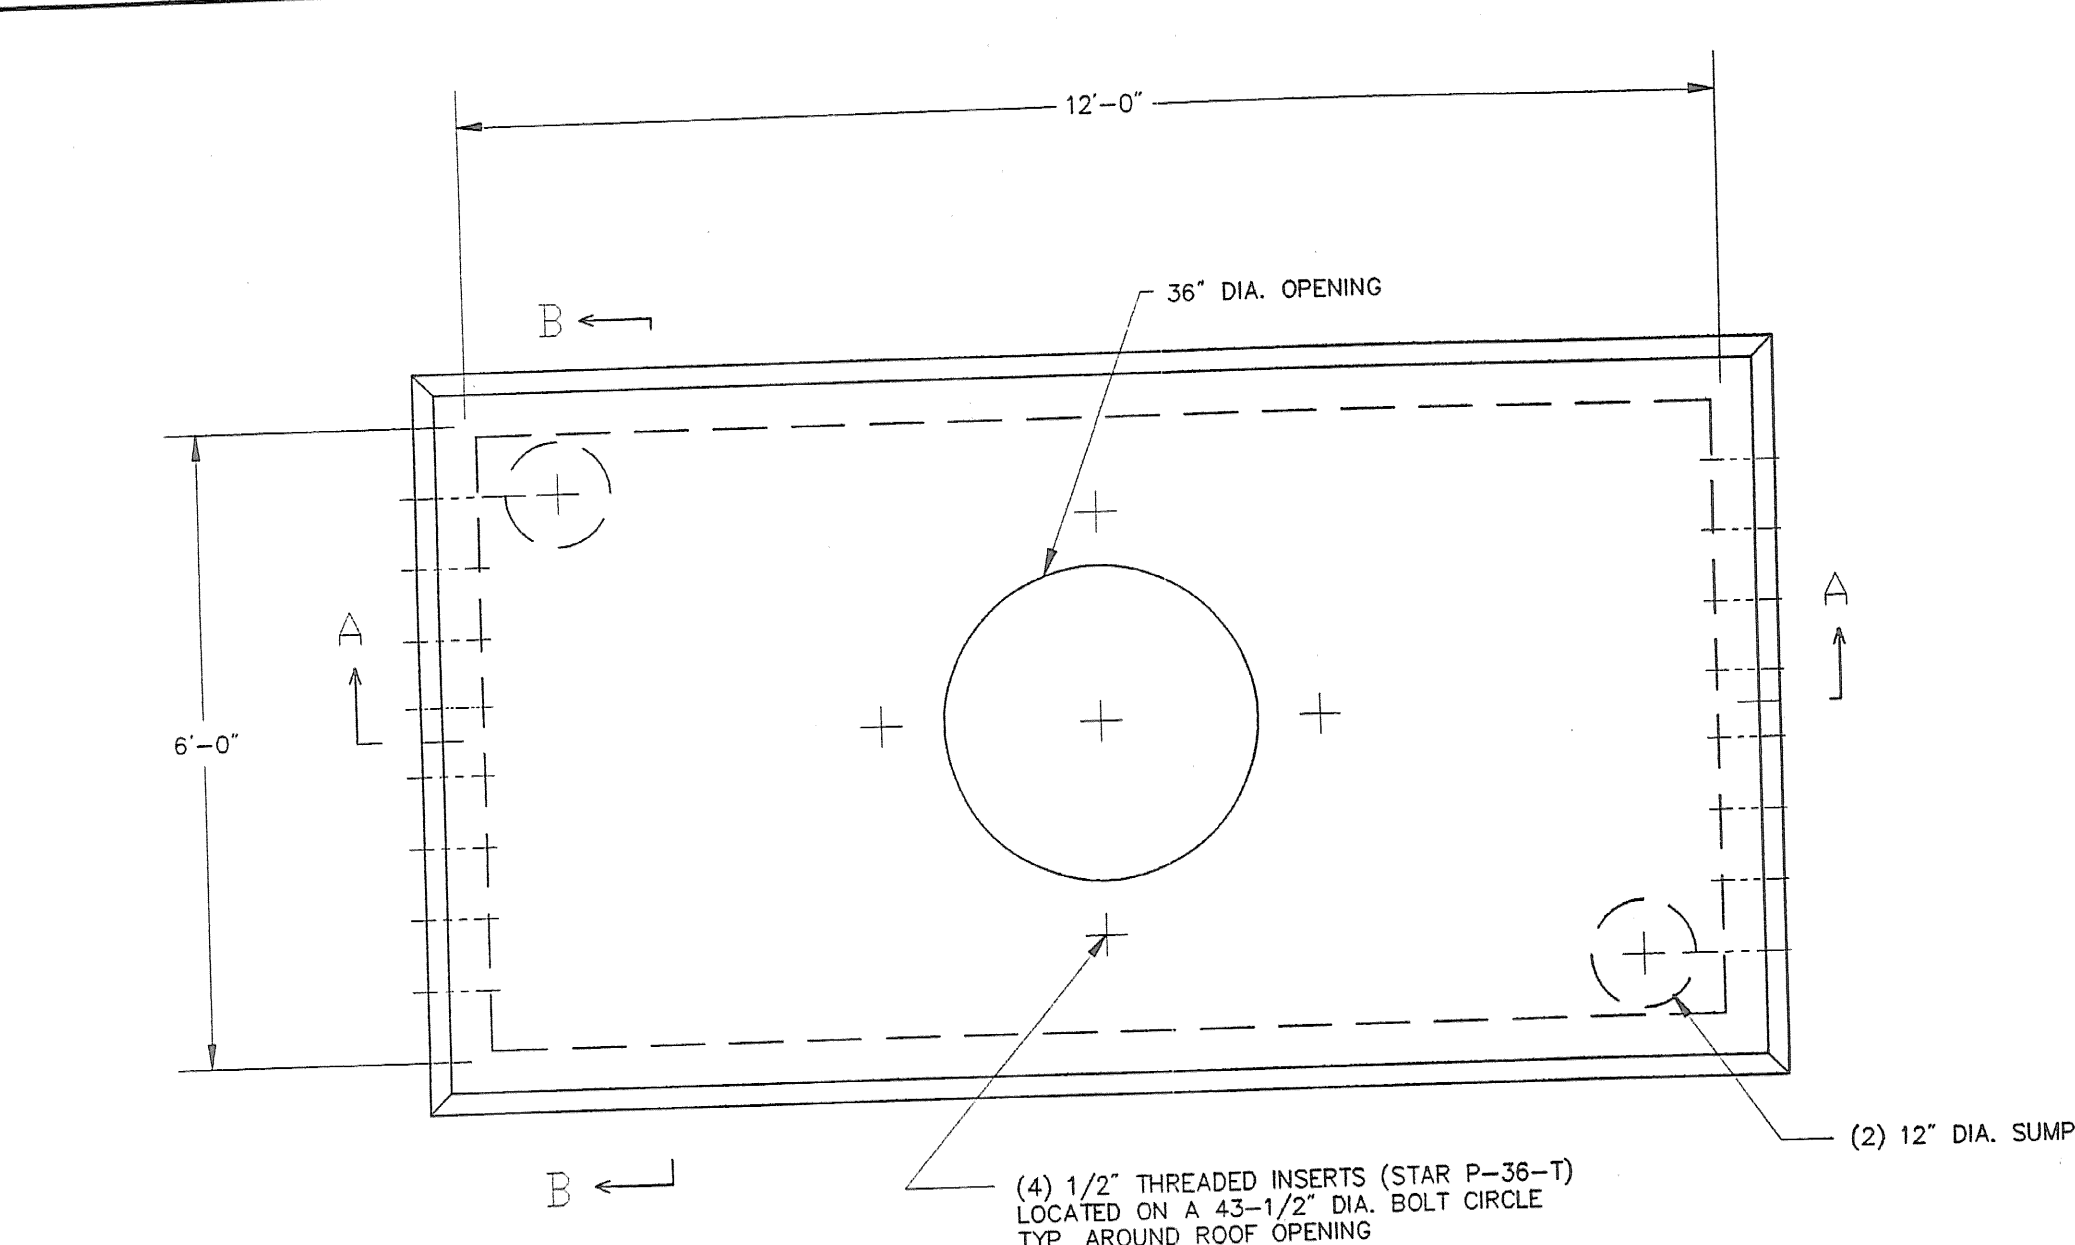 12'-0"
36" DIA. OPENING
B
A
A
6'-0"
(2) 12" DIA. SUMP
B
(4) 1/2" THREADED INSERTS (STAR P-36-T)
LOCATED ON A 43-1/2" DIA. BOLT CIRCLE
TYP AROUND ROOF OPENING